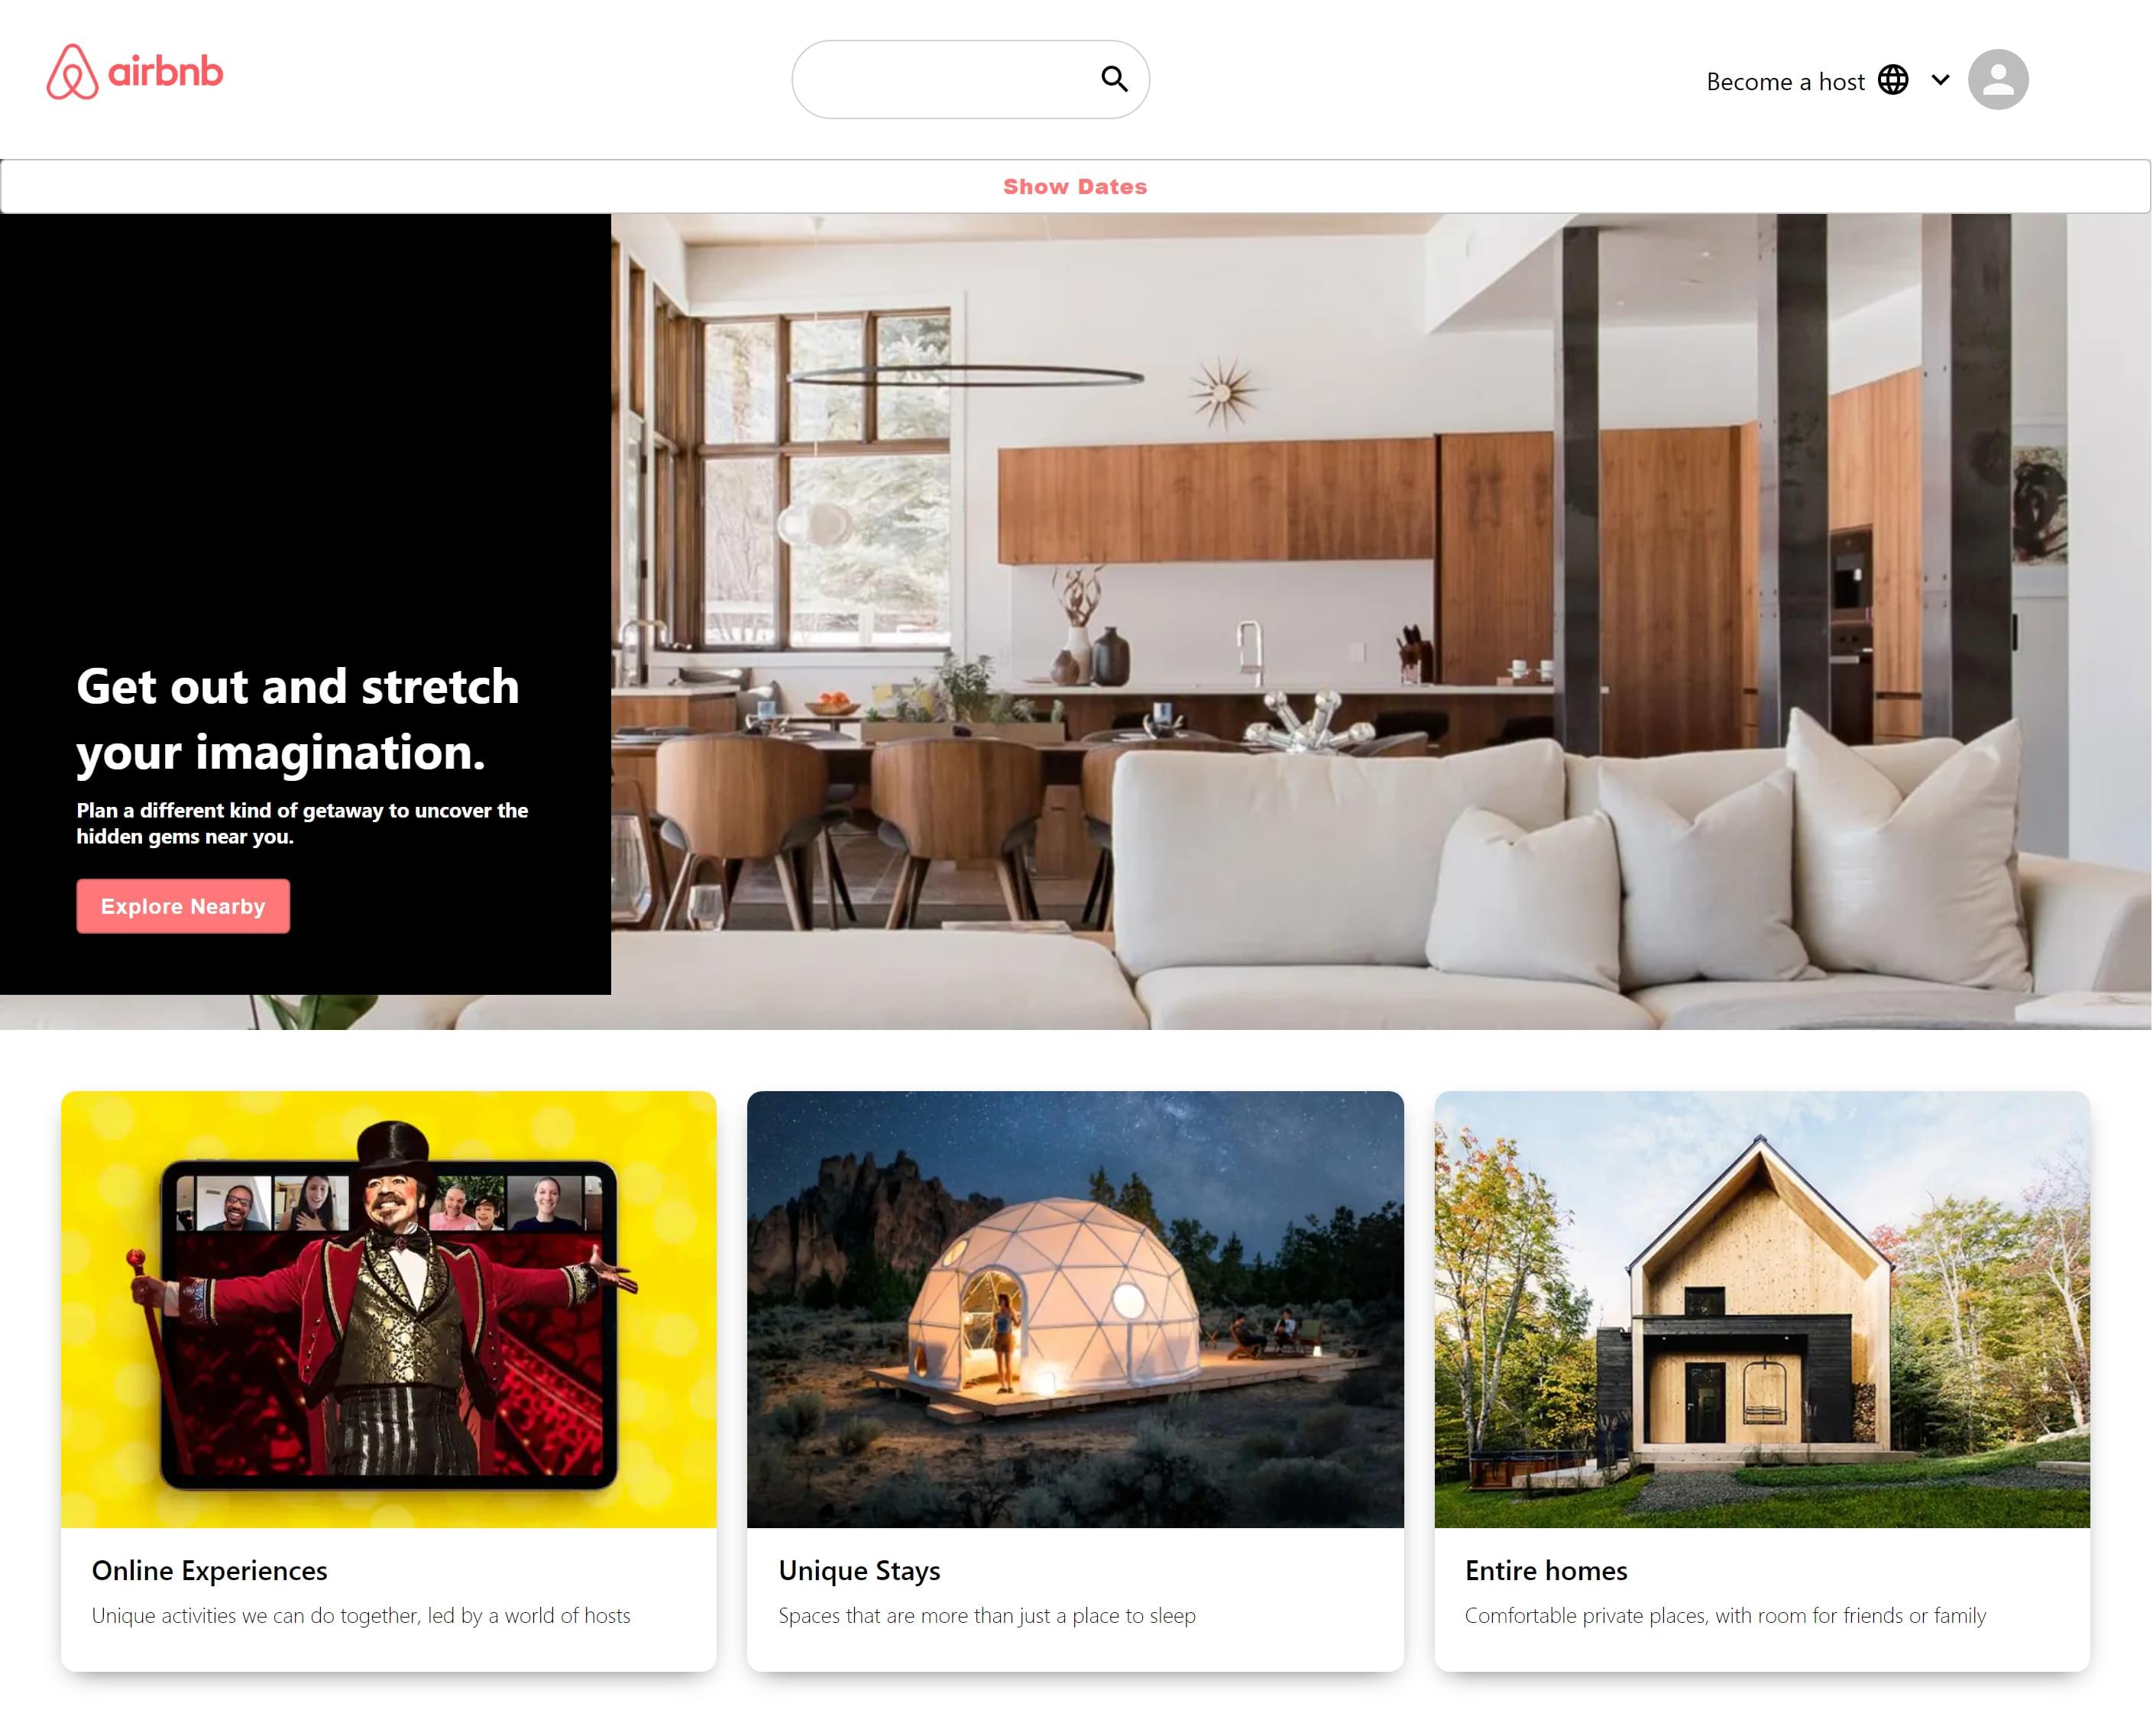 airbnb
Become a host
Show Dates
Get out and stretch
your imagination.
Plan a different kind of getaway to uncover the
hidden gems near you.
Explore Nearby
Online Experiences
Unique activities we can do together, led by a world of hosts
Unique Stays
Spaces that are more than just a place to sleep
Entire homes
Comfortable private places, with room for friends or family